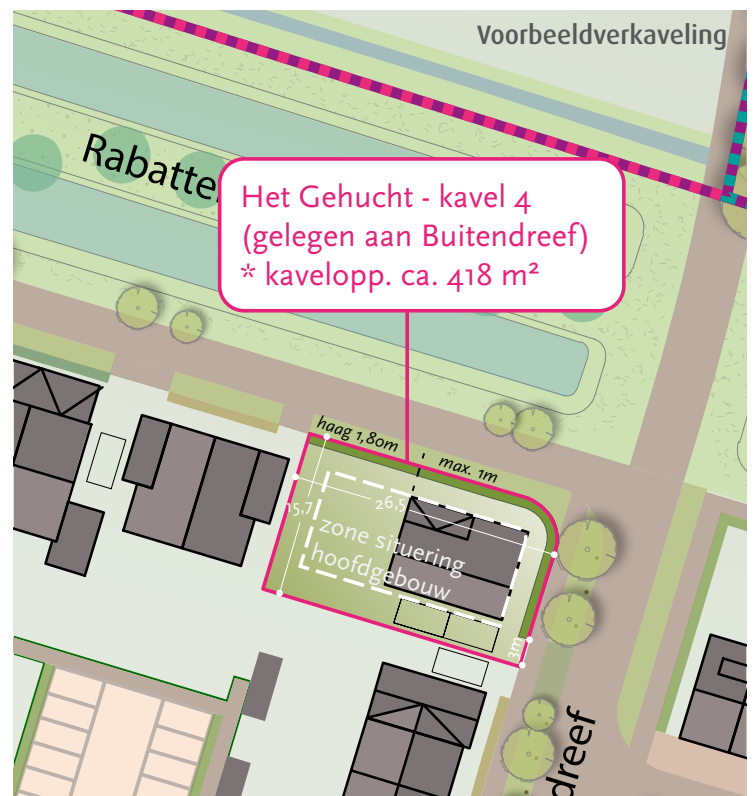 Voorbeeldverkaveling
Rabatte
Het Gehucht - kavel 4
(gelegen aan Buitendreef)
* kavelopp. ca. 418 m²
haag 1,80m
max. 1m
26,5
15,7
zone situering
hoofdgebouw
3m
dreef